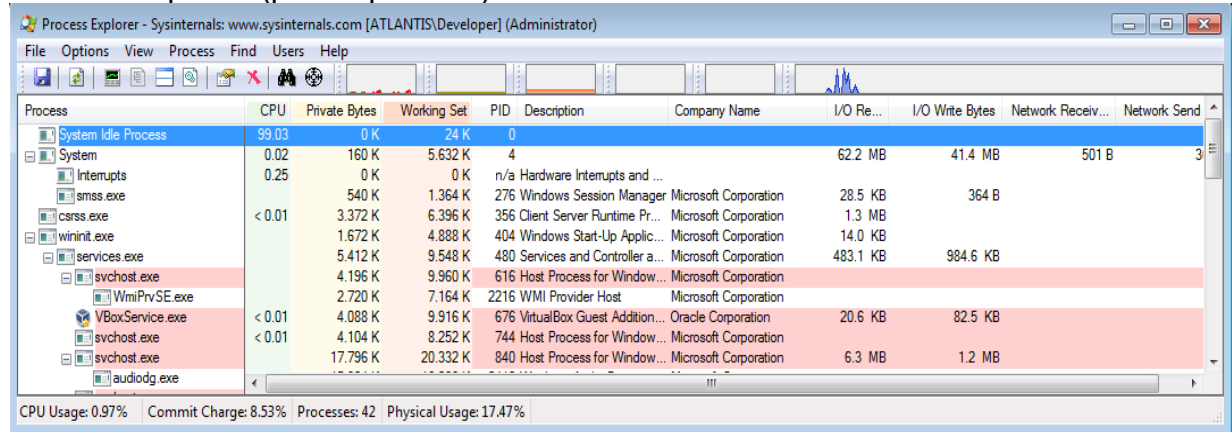 Process Explorer - Sysinternals: www.sysinternals.com [ATLANTIS\Developer] (Administrator)
File Options View Process Find Users Help
Process CPU Private Bytes Working Set PID Description Company Name I/O Re... I/O Write Bytes Network Receiv... Network Send
System Idle Process 99.03 0 K 24 K 0
System 0.02 160 K 5.632 K 4 62.2 MB 41.4 MB 501 B
Interrupts 0.25 0 K 0 K n/a Hardware Interrupts and ...
smss.exe 540 K 1.364 K 276 Windows Session Manager Microsoft Corporation 28.5 KB 364 B
csrss.exe < 0.01 3.372 K 6.396 K 356 Client Server Runtime Pr... Microsoft Corporation 1.3 MB
wininit.exe 1.672 K 4.888 K 404 Windows Start-Up Applic... Microsoft Corporation 14.0 KB
services.exe 5.412 K 9.548 K 480 Services and Controller a... Microsoft Corporation 483.1 KB 984.6 KB
svchost.exe 4.196 K 9.960 K 616 Host Process for Window... Microsoft Corporation
WmiPrvSE.exe 2.720 K 7.164 K 2216 WMI Provider Host Microsoft Corporation
VBoxService.exe < 0.01 4.088 K 9.916 K 676 VirtualBox Guest Addition... Oracle Corporation 20.6 KB 82.5 KB
svchost.exe < 0.01 4.104 K 8.252 K 744 Host Process for Window... Microsoft Corporation
svchost.exe 17.796 K 20.332 K 840 Host Process for Window... Microsoft Corporation 6.3 MB 1.2 MB
audiodg.exe
CPU Usage: 0.97% Commit Charge: 8.53% Processes: 42 Physical Usage: 17.47%